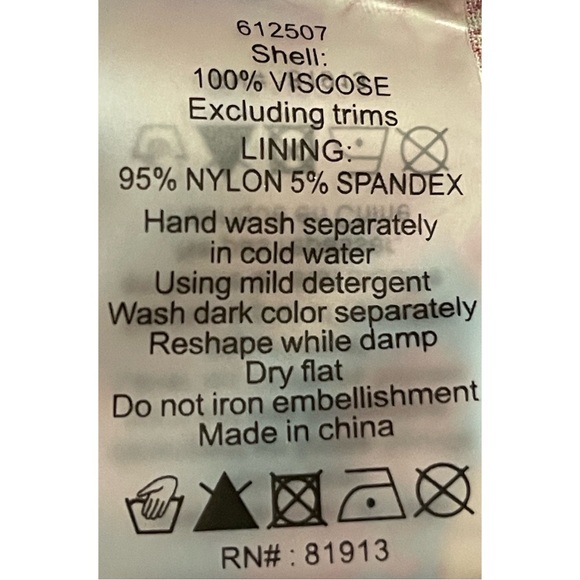 612507
Shell:
100% VISCOSE
Excluding trims
LINING:
95% NYLON 5% SPANDEX
Hand wash separately
in cold water
Using mild detergent
Wash dark color separately
Reshape while damp
Dry flat
Do not iron embellishment
Made in china
RN# : 81913